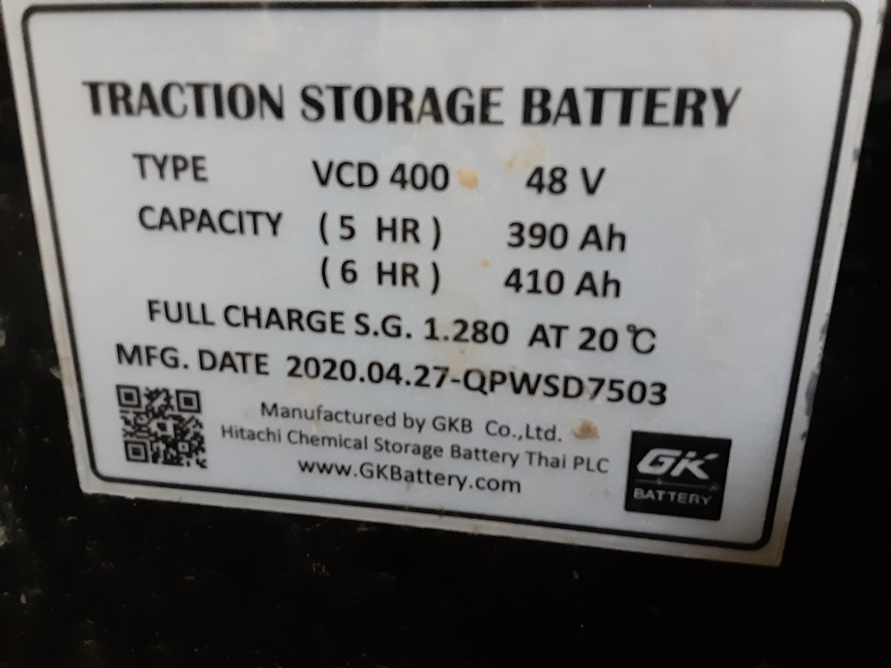 TRACTION STORAGE BATTERY
TYPE VCD 400 48 V
CAPACITY ( 5 HR ) 390 Ah
( 6 HR ) 410 Ah
FULL CHARGE S.G. 1.280 AT 20℃
MFG. DATE 2020.04.27-QPWSD7503
Manufactured by GKB Co.,Ltd.
Hitachi Chemical Storage Battery Thai PLC
www.GKBattery.com
GK
BATTERY